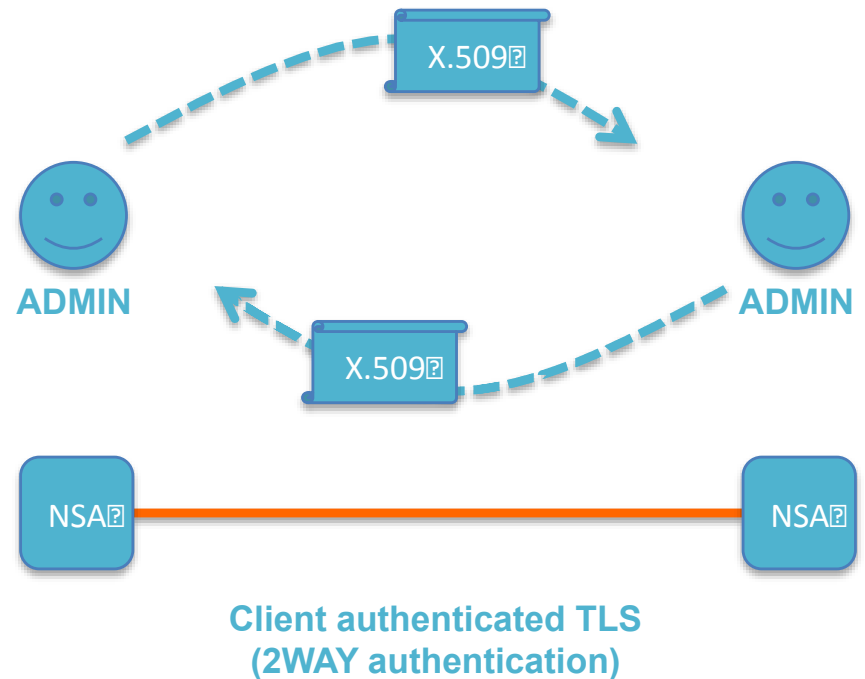 X.509
ADMIN
ADMIN
X.509
NSA
NSA
Client authenticated TLS
(2WAY authentication)